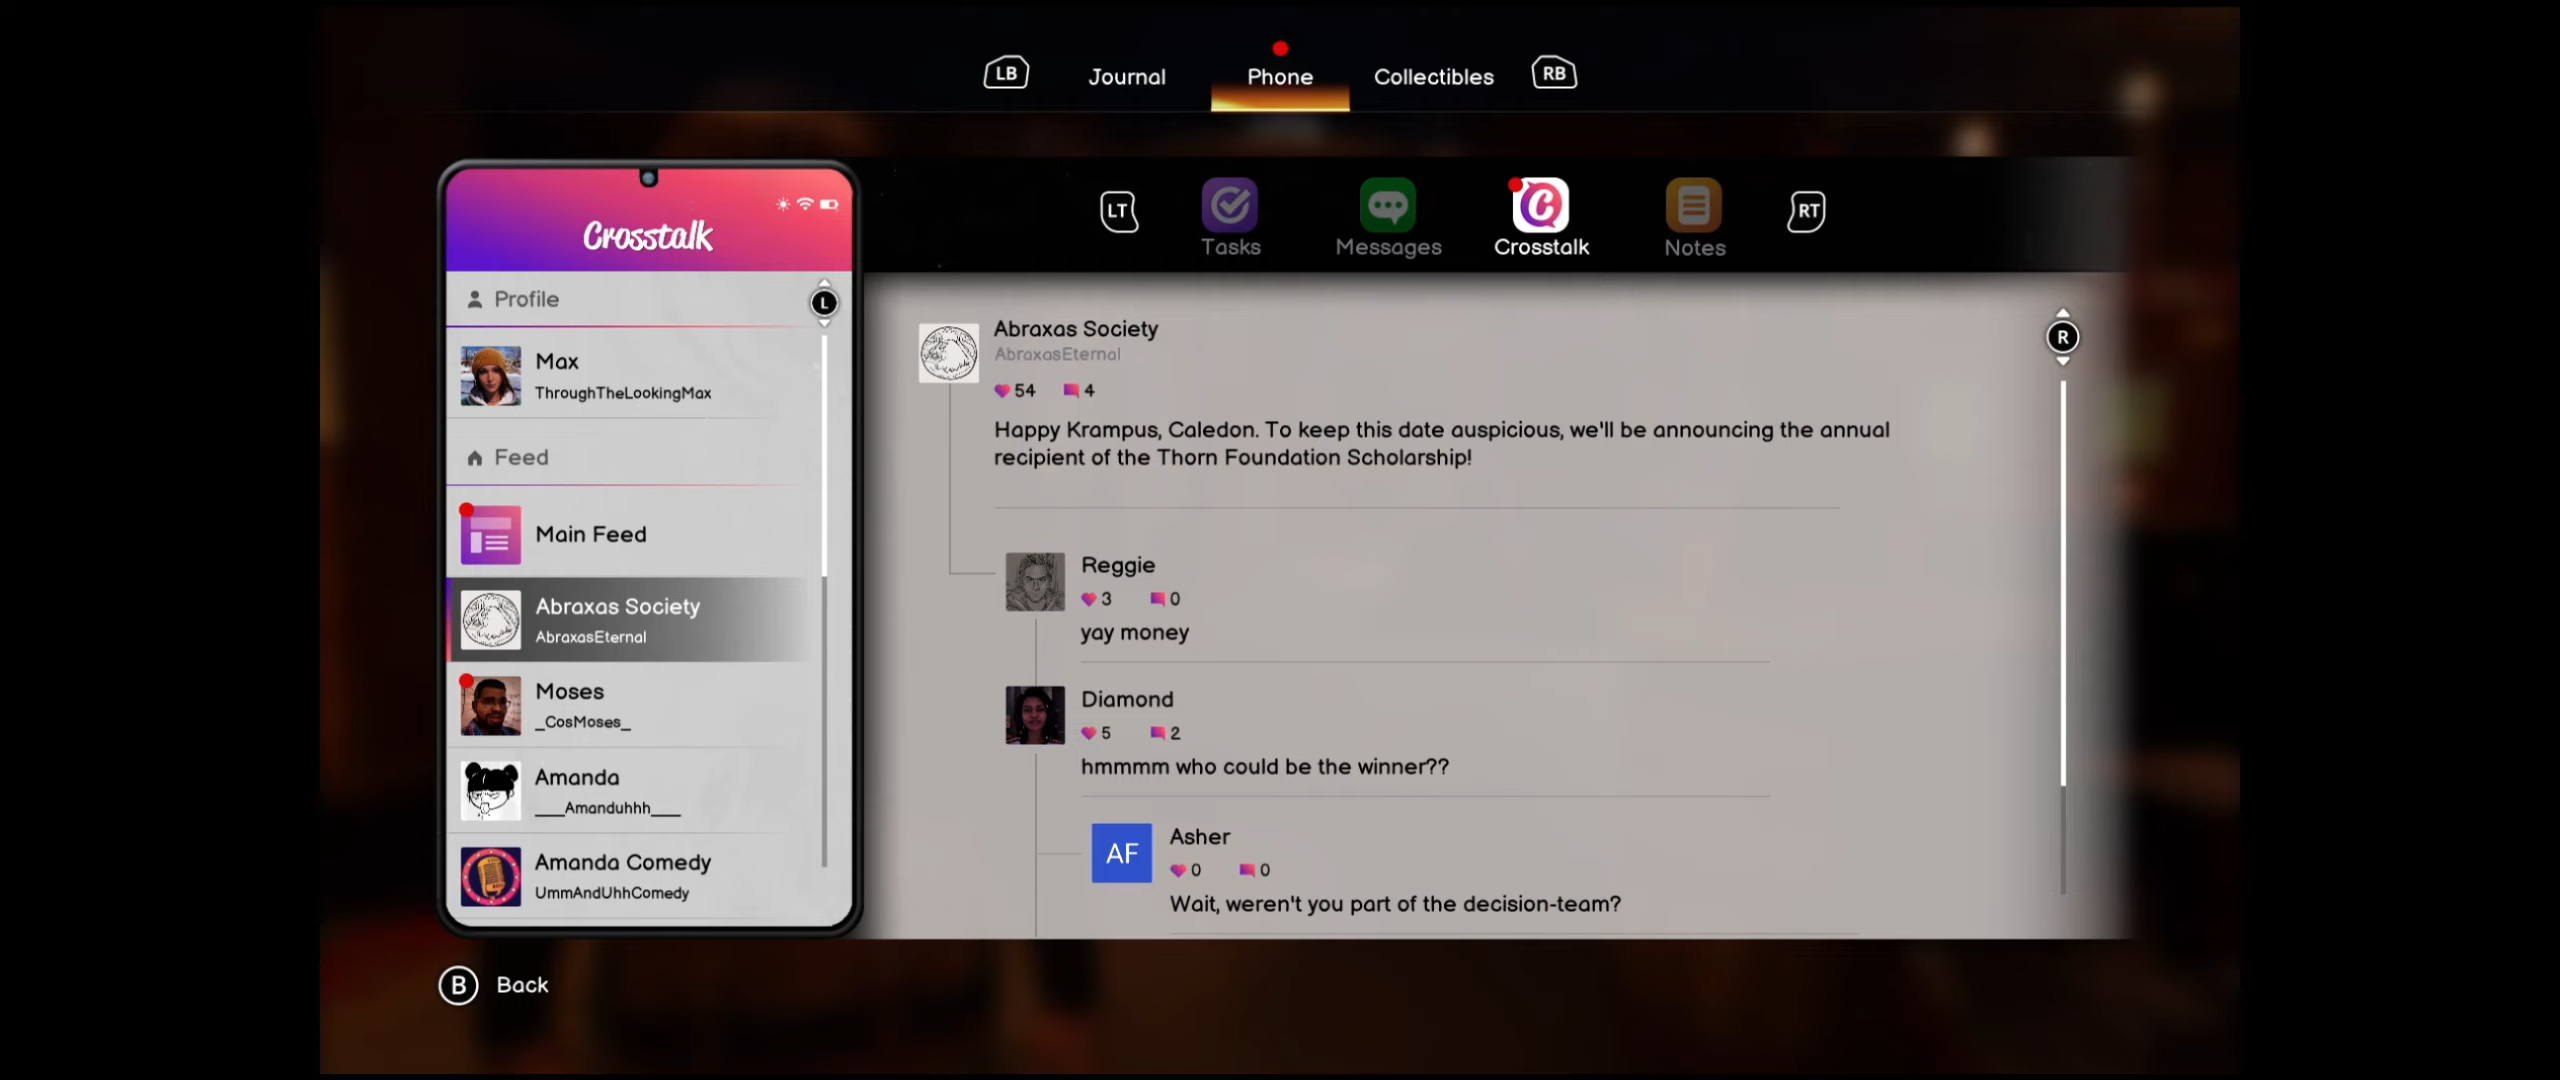 LB
Journal
Phone
Collectibles
RB
Crosstalk
LT
Tasks
Messages
Crosstalk
Notes
RT
Profile
L
Max
ThroughTheLookingMax
Feed
Main Feed
Abraxas Society
AbraxasEternal
Moses
_CosMoses_
Amanda
___Amanduhhh___
Amanda Comedy
UmmAndUhhComedy
Abraxas Society
AbraxasEternal
R
54 4
Happy Krampus, Caledon. To keep this date auspicious, we'll be announcing the annual
recipient of the Thorn Foundation Scholarship!
Reggie
3 0
yay money
Diamond
5 2
hmmmm who could be the winner??
AF
Asher
0 0
Wait, weren't you part of the decision-team?
B Back